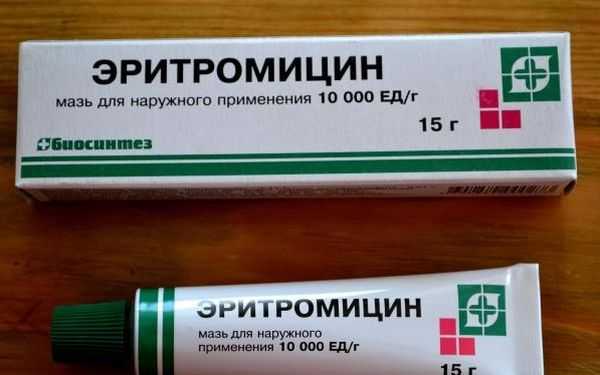 ЭРИТРОМИЦИН
мазь для наружного применения 10 000 ЕД/г
15 г
биосинтез
ЭРИТРОМИЦИН
мазь для наружного
применения 10 000 ЕД/г
15 г